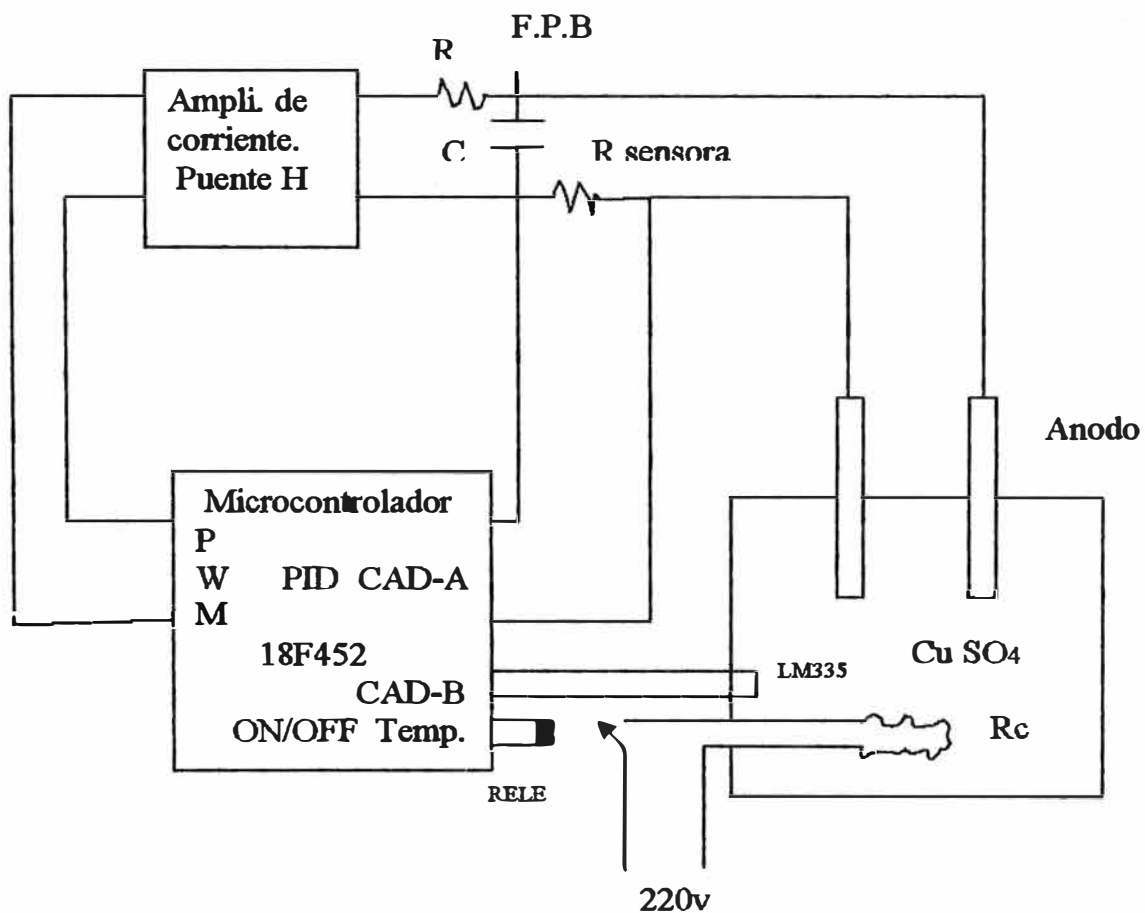 F.P.B
R
Ampli. de
corriente.
Puente H
C
R sensora
Anodo
Microcontrolador
P
W PID CAD-A
M
18F452
CAD-B
ON/OFF Temp.
RELE
LM335
Cu SO4
Rc
220v